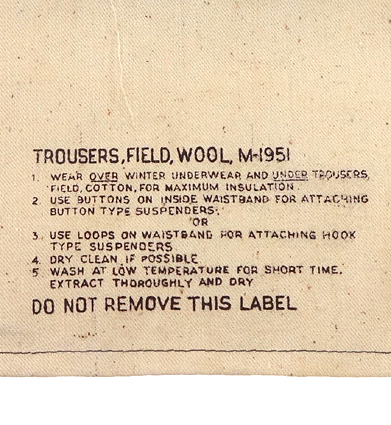 TROUSERS, FIELD, WOOL, M-1951
1. WEAR OVER WINTER UNDERWEAR AND UNDER TROUSERS,
FIELD, COTTON, FOR MAXIMUM INSULATION.
2. USE BUTTONS ON INSIDE WAISTBAND FOR ATTACHING
BUTTON TYPE SUSPENDERS.
OR
3. USE LOOPS ON WAISTBAND FOR ATTACHING HOOK
TYPE SUSPENDERS
4. DRY CLEAN IF POSSIBLE
5. WASH AT LOW TEMPERATURE FOR SHORT TIME.
EXTRACT THOROUGHLY AND DRY
DO NOT REMOVE THIS LABEL